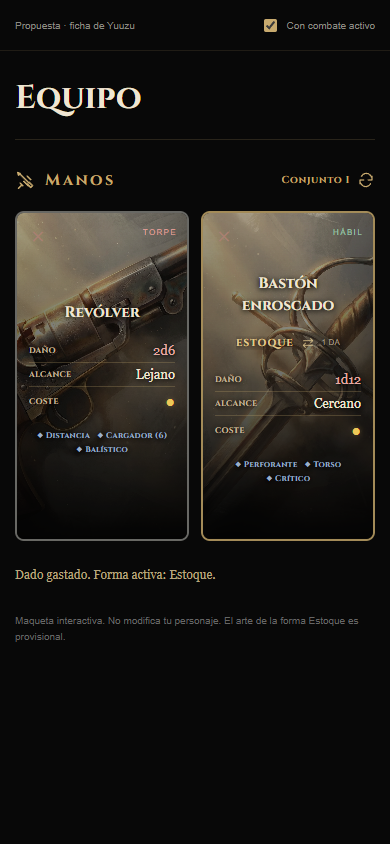 Propuesta · ficha de Yuuzu
Con combate activo
Equipo
Manos
Conjunto I
TORPE
Revólver
DAÑO 2d6
ALCANCE Lejano
COSTE
Distancia Cargador (6)
Balístico
HÁBIL
Bastón
enroscado
ESTOQUE 1 DA
DAÑO 1d12
ALCANCE Cercano
COSTE
Perforante Torso
Crítico
Dado gastado. Forma activa: Estoque.
Maqueta interactiva. No modifica tu personaje. El arte de la forma Estoque es
provisional.